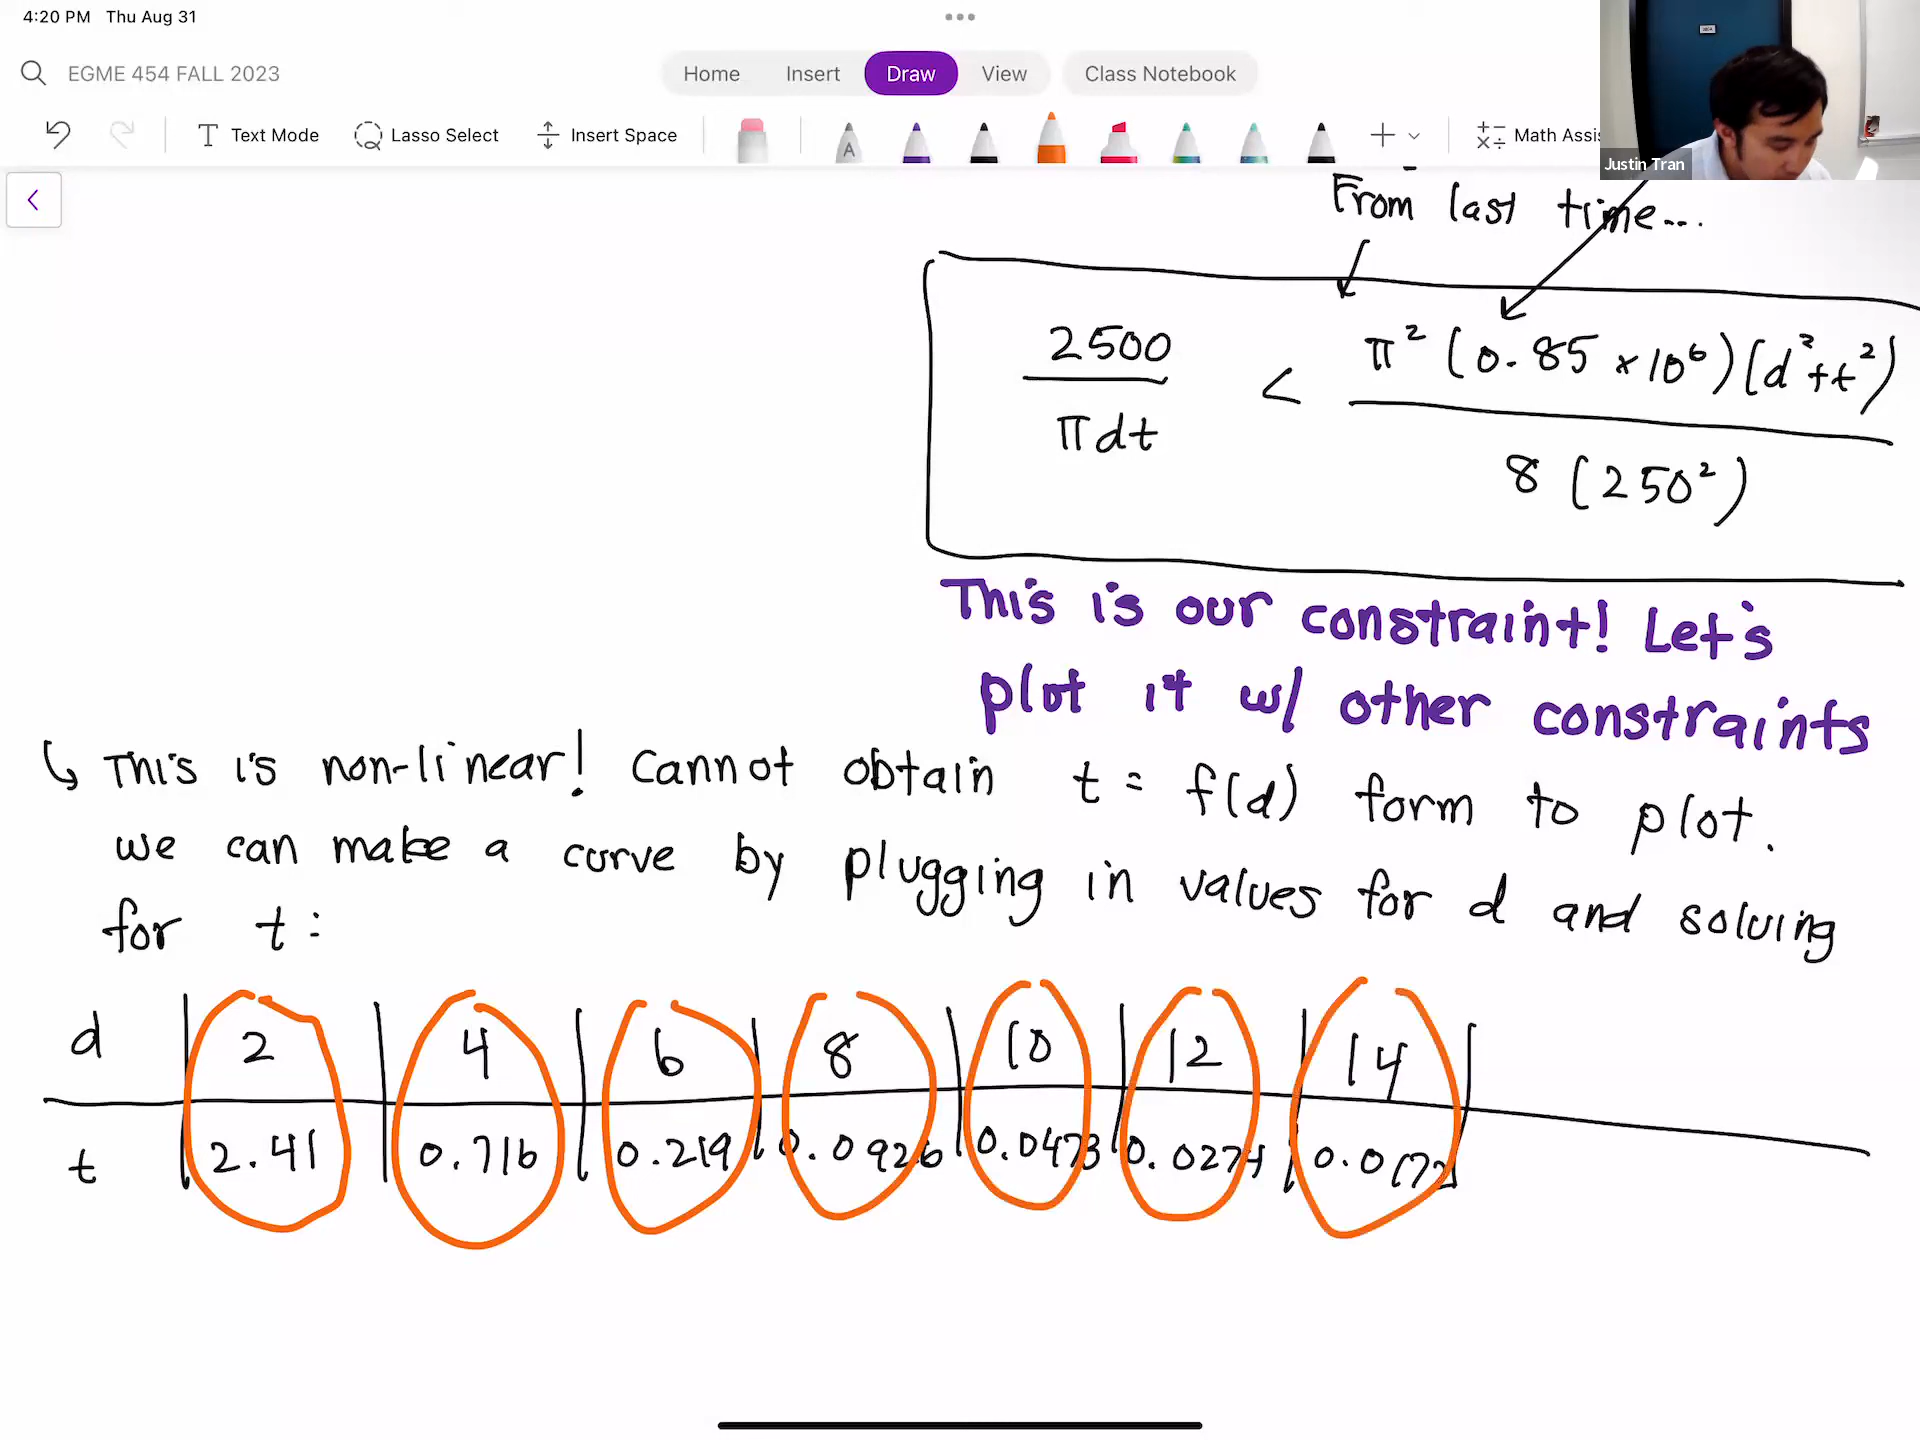 4:20 PM Thu Aug 31
EGME 454 FALL 2023
Home Insert Draw View Class Notebook
Text Mode Lasso Select Insert Space A Math Assis
Justin Tran
From last time...
2500
πdt
<
π² (0.85 × 10⁶)(d²+t²)
8 (250²)
This is our constraint! Let's
plot it w/ other constraints
↳ This is non-linear! Cannot obtain t = f(d) form to plot.
we can make a curve by plugging in values for d and solving
for t:
d | 2 | 4 | 6 | 8 | 10 | 12 | 14 |
t | 2.41 | 0.716 | 0.219 | 0.0926 | 0.0473 | 0.0274 | 0.0172 |